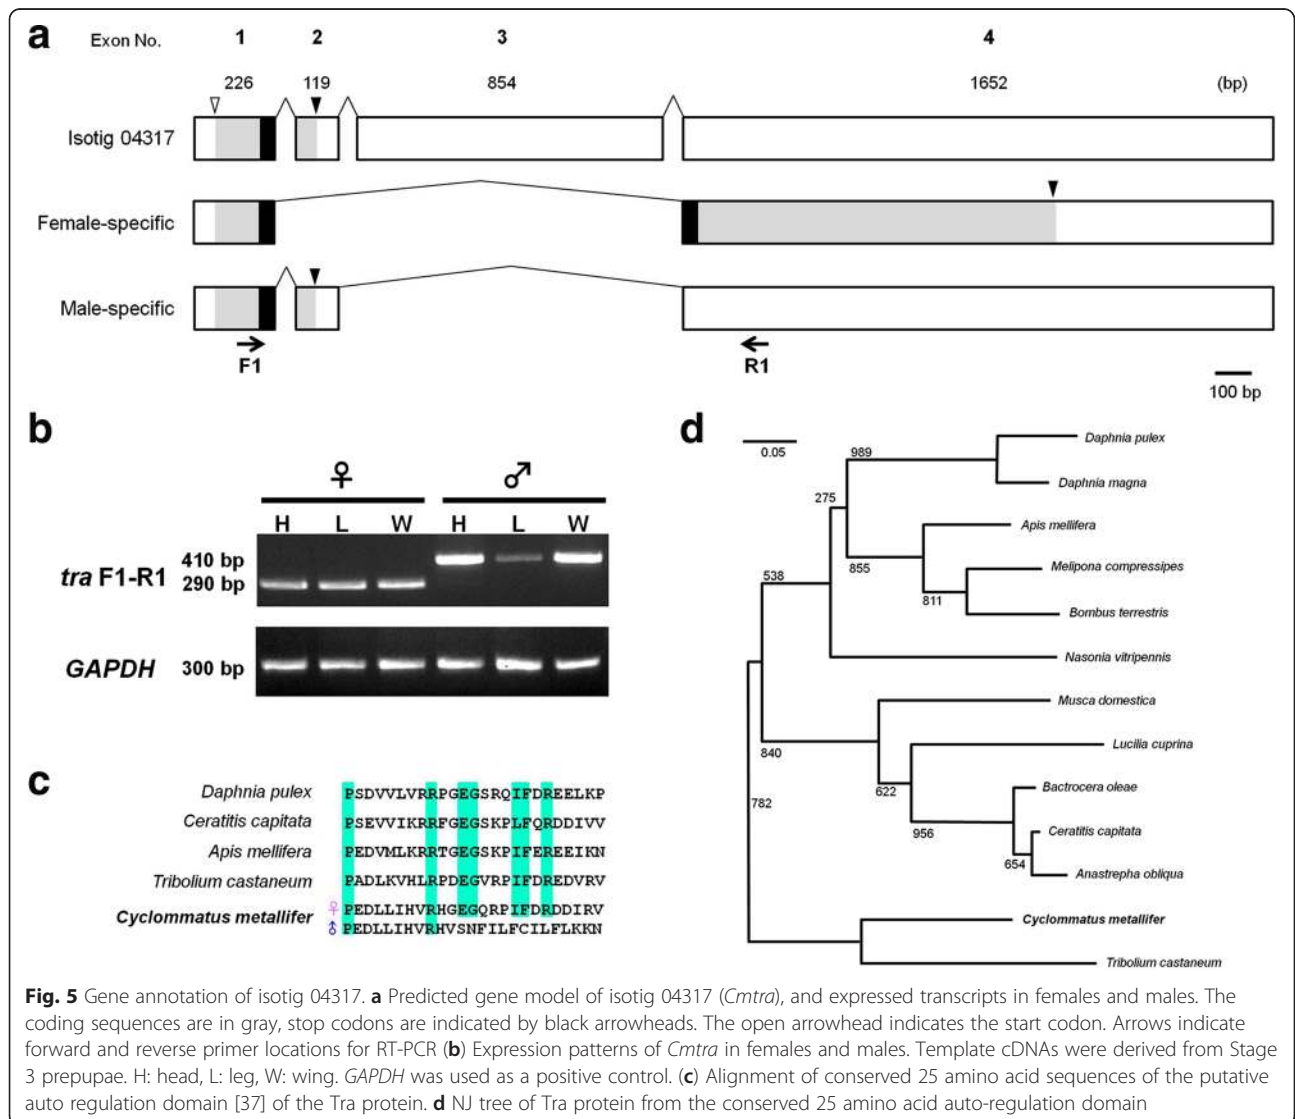 a
Exon No. 1 2 3 4
226 119 854 1652 (bp)
Isotig 04317
Female-specific
Male-specific
F1 R1
100 bp
b
♀ ♂
H L W H L W
tra F1-R1 410 bp
290 bp
GAPDH 300 bp
c
Daphnia pulex PSDVVLVRRPGEGSRQIFDREELKP
Ceratitis capitata PSEVVIKRRFGEGSKPLFQRDDIVV
Apis mellifera PEDVMLKRRTGEGSKPIFEREEIKN
Tribolium castaneum PADLKVHLRPDEGVRPIFDREDVRV
Cyclommatus metallifer
♀ PEDLLIHVRHGEGQRPIFDRDDIRV
♂ PEDLLIHVRHVSNFILFCILFLKKN
d
0.05
989
Daphnia pulex
Daphnia magna
275
Apis mellifera
855
Melipona compressipes
811
Bombus terrestris
538
Nasonia vitripennis
Musca domestica
840
Lucilia cuprina
622
Bactrocera oleae
956
Ceratitis capitata
654
Anastrepha obliqua
782
Cyclommatus metallifer
Tribolium castaneum
Fig. 5 Gene annotation of isotig 04317. a Predicted gene model of isotig 04317 (Cmtra), and expressed transcripts in females and males. The
coding sequences are in gray, stop codons are indicated by black arrowheads. The open arrowhead indicates the start codon. Arrows indicate
forward and reverse primer locations for RT-PCR (b) Expression patterns of Cmtra in females and males. Template cDNAs were derived from Stage
3 prepupae. H: head, L: leg, W: wing. GAPDH was used as a positive control. (c) Alignment of conserved 25 amino acid sequences of the putative
auto regulation domain [37] of the Tra protein. d NJ tree of Tra protein from the conserved 25 amino acid auto-regulation domain